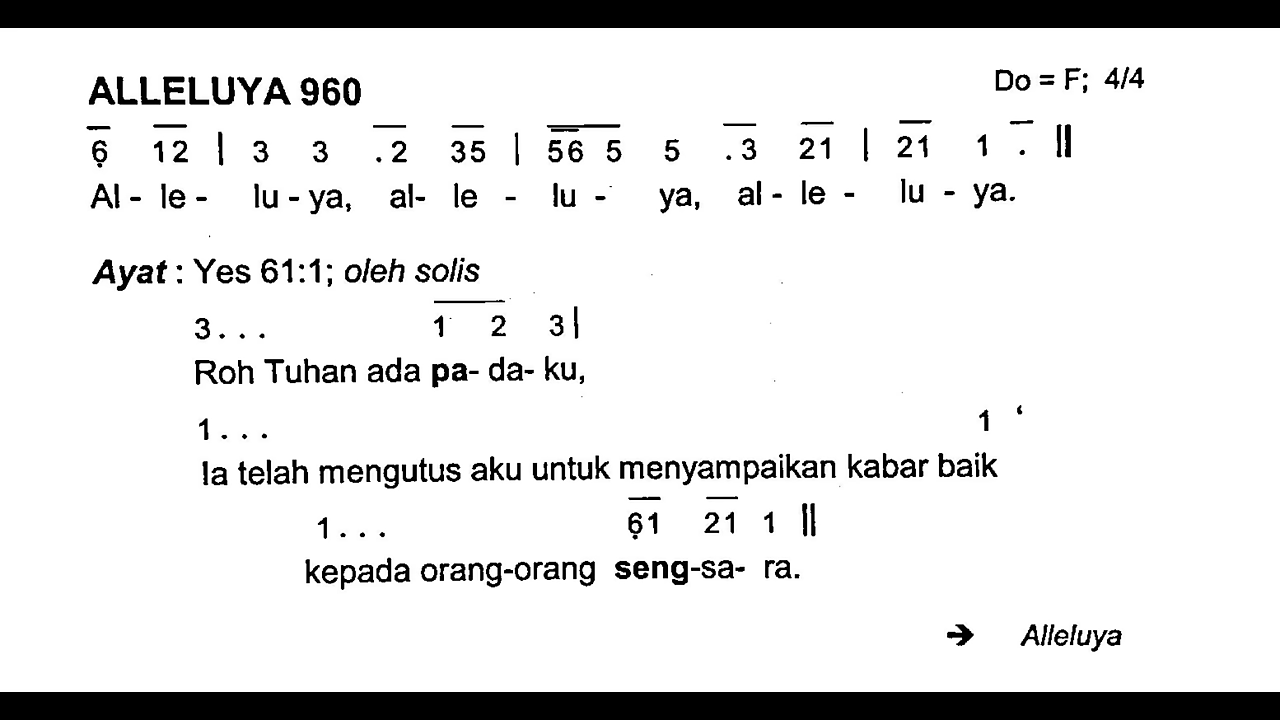 ALLELUYA 960
Do = F; 4/4
6̣ 12 | 3 3 .2 35 | 56 5 5 .3 21 | 21 1 . ||
Al - le - lu - ya, al- le - lu - ya, al - le - lu - ya.
Ayat : Yes 61:1; oleh solis
3 . . . 1 2 3|
Roh Tuhan ada pa- da- ku,
1 . . . 1 ‘
Ia telah mengutus aku untuk menyampaikan kabar baik
1 . . . 6̣1 21 1 ||
kepada orang-orang seng-sa- ra.
→ Alleluya